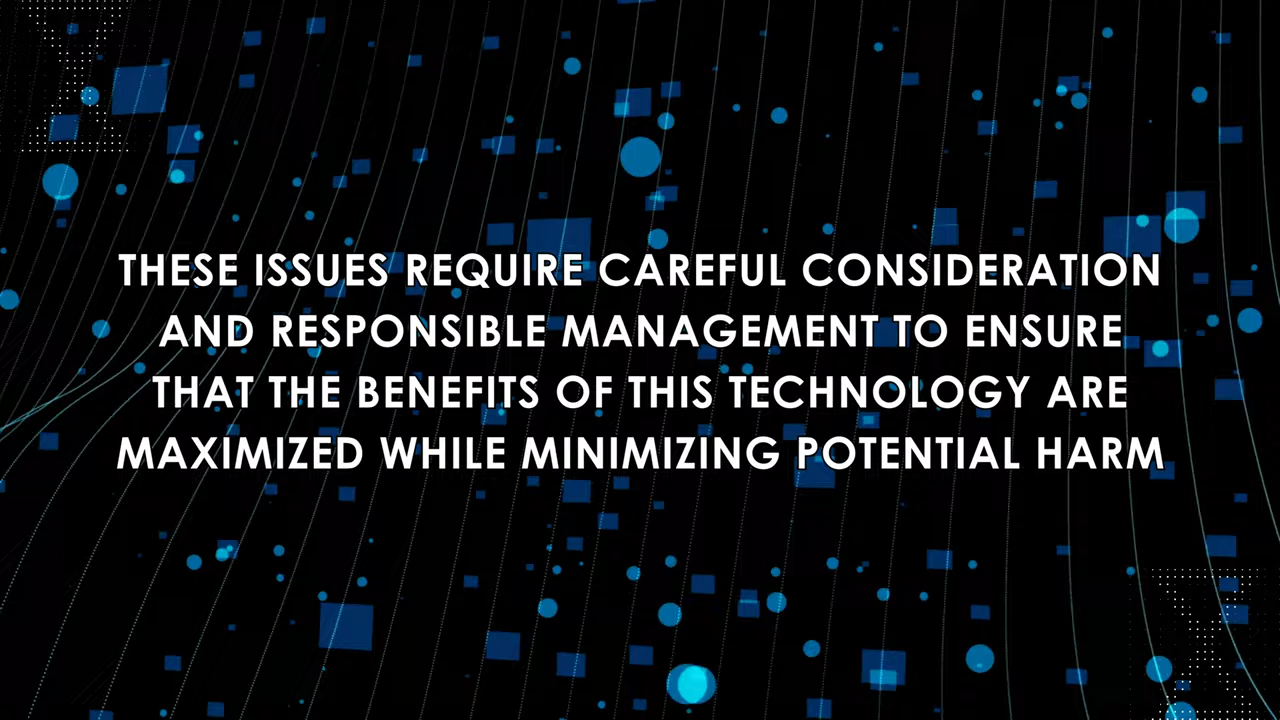 THESE ISSUES REQUIRE CAREFUL CONSIDERATION
AND RESPONSIBLE MANAGEMENT TO ENSURE
THAT THE BENEFITS OF THIS TECHNOLOGY ARE
MAXIMIZED WHILE MINIMIZING POTENTIAL HARM